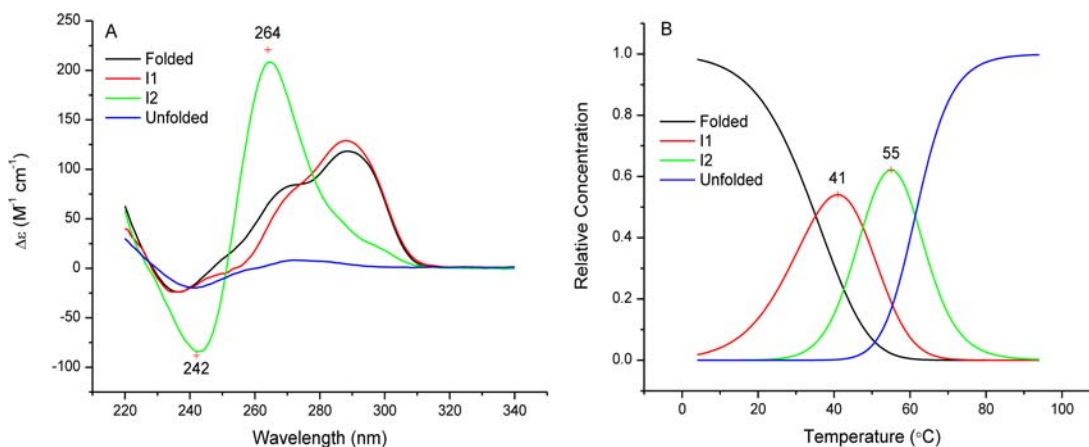 A
264
Folded
I1
I2
Unfolded
242
250
200
150
100
50
0
-50
-100
Δε (M⁻¹ cm⁻¹)
220 240 260 280 300 320 340
Wavelength (nm)
B
Folded
I1
I2
Unfolded
41
55
1.0
0.8
0.6
0.4
0.2
0.0
Relative Concentration
0 20 40 60 80 100
Temperature (°C)